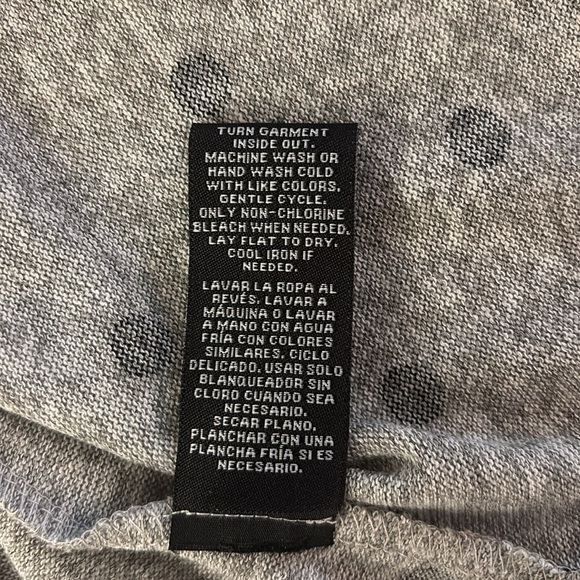 TURN GARMENT
INSIDE OUT.
MACHINE WASH OR
HAND WASH COLD
WITH LIKE COLORS,
GENTLE CYCLE.
ONLY NON-CHLORINE
BLEACH WHEN NEEDED.
LAY FLAT TO DRY.
COOL IRON IF
NEEDED.
LAVAR LA ROPA AL
REVÉS, LAVAR A
MÁQUINA O LAVAR
A MANO CON AGUA
FRÍA CON COLORES
SIMILARES, CICLO
DELICADO. USAR SOLO
BLANQUEADOR SIN
CLORO CUANDO SEA
NECESARIO.
SECAR PLANO.
PLANCHAR CON UNA
PLANCHA FRÍA SI ES
NECESARIO.